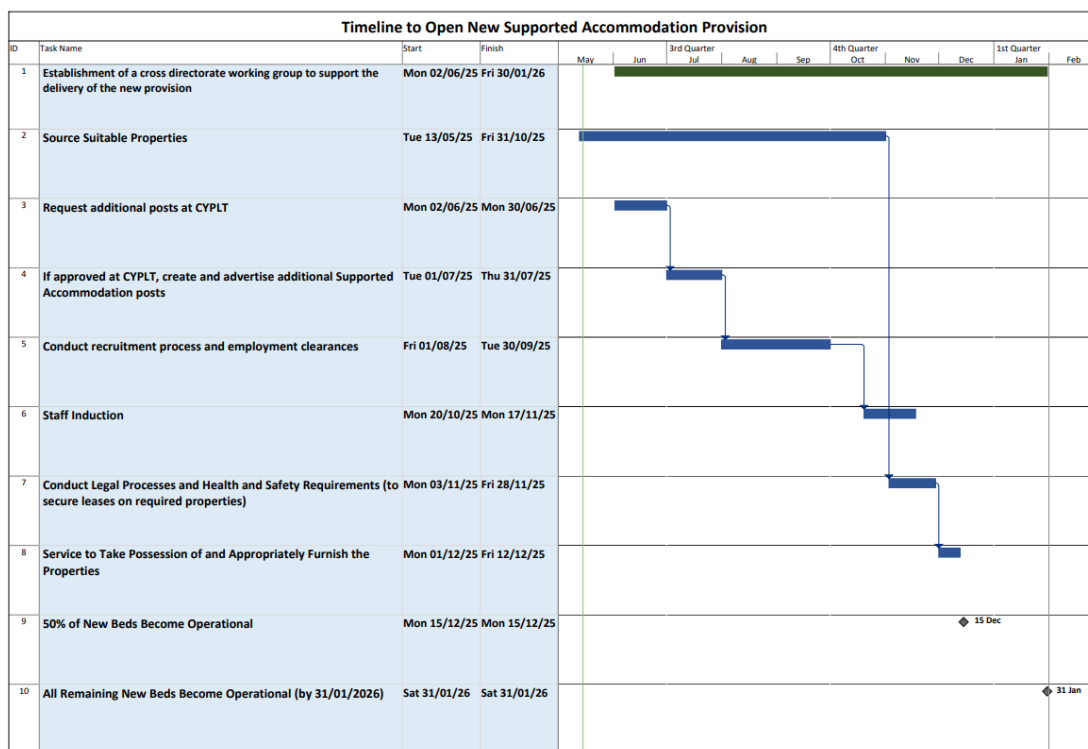 Timeline to Open New Supported Accommodation Provision
ID Task Name Start Finish 3rd Quarter 4th Quarter 1st Quarter
May Jun Jul Aug Sep Oct Nov Dec Jan Feb
1 Establishment of a cross directorate working group to support the Mon 02/06/25 Fri 30/01/26
delivery of the new provision
2 Source Suitable Properties Tue 13/05/25 Fri 31/10/25
3 Request additional posts at CYPLT Mon 02/06/25 Mon 30/06/25
4 If approved at CYPLT, create and advertise additional Supported Tue 01/07/25 Thu 31/07/25
Accommodation posts
5 Conduct recruitment process and employment clearances Fri 01/08/25 Tue 30/09/25
6 Staff Induction Mon 20/10/25 Mon 17/11/25
7 Conduct Legal Processes and Health and Safety Requirements (to Mon 03/11/25 Fri 28/11/25
secure leases on required properties)
8 Service to Take Possession of and Appropriately Furnish the Mon 01/12/25 Fri 12/12/25
Properties
9 50% of New Beds Become Operational Mon 15/12/25 Mon 15/12/25 15 Dec
10 All Remaining New Beds Become Operational (by 31/01/2026) Sat 31/01/26 Sat 31/01/26 31 Jan